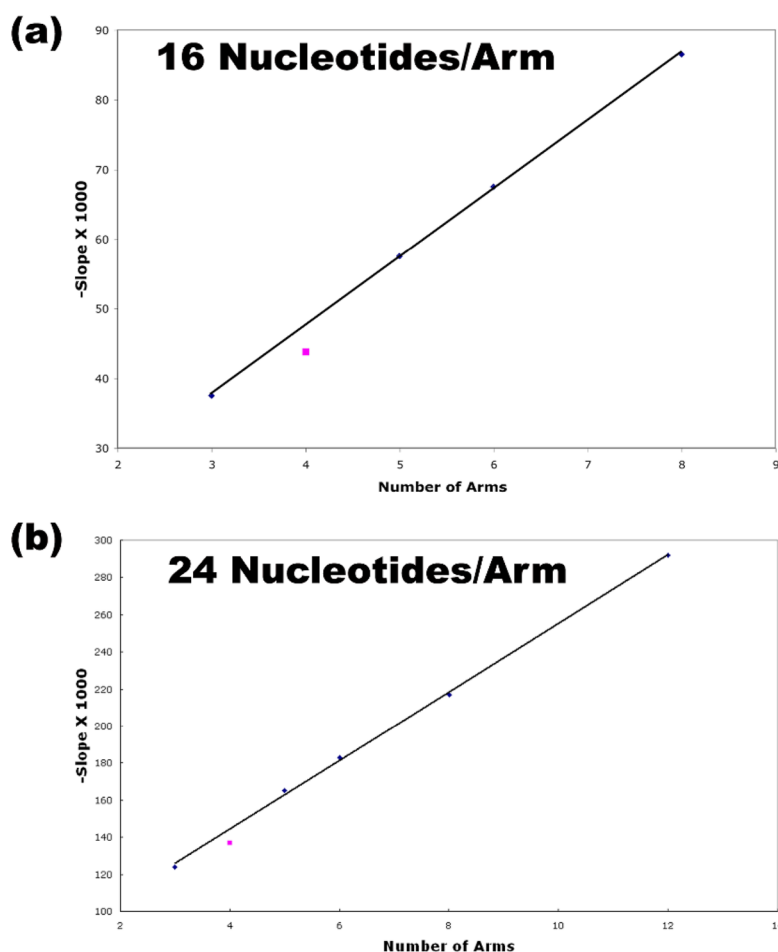 (a)
16 Nucleotides/Arm
90
80
70
60
50
40
30
-Slope X 1000
2 3 4 5 6 7 8 9
Number of Arms
(b)
24 Nucleotides/Arm
300
280
260
240
220
200
180
160
140
120
100
-Slope X 1000
2 4 6 8 10 12 14
Number of Arms